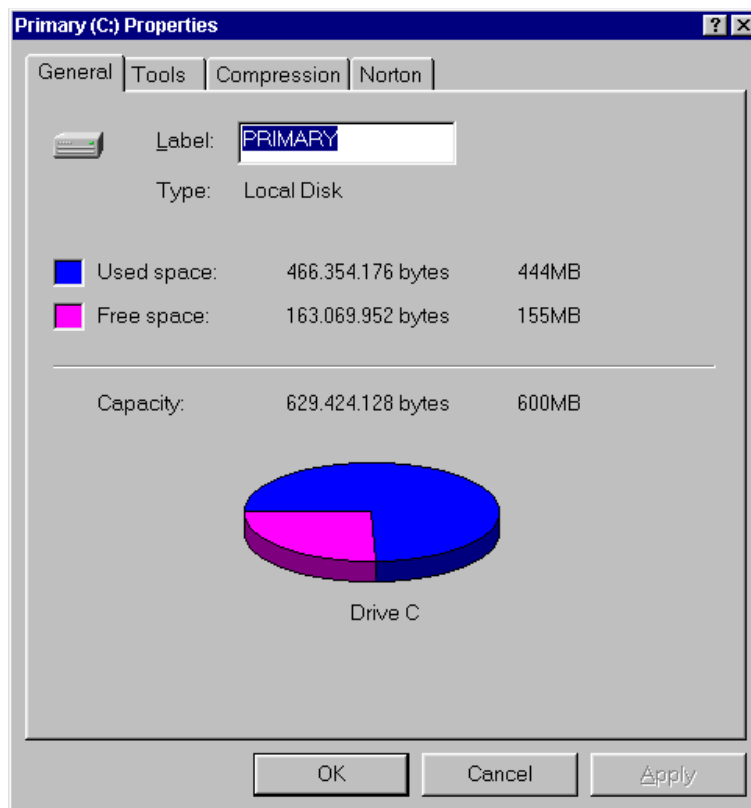 Primary (C:) Properties
General Tools Compression Norton
Label: PRIMARY
Type: Local Disk
Used space: 466.354.176 bytes 444MB
Free space: 163.069.952 bytes 155MB
Capacity: 629.424.128 bytes 600MB
Drive C
OK Cancel Apply